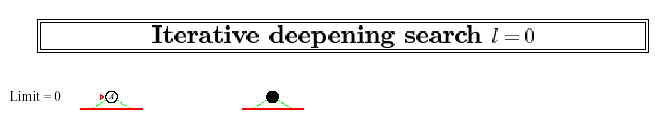 Iterative deepening search l = 0
Limit = 0
A